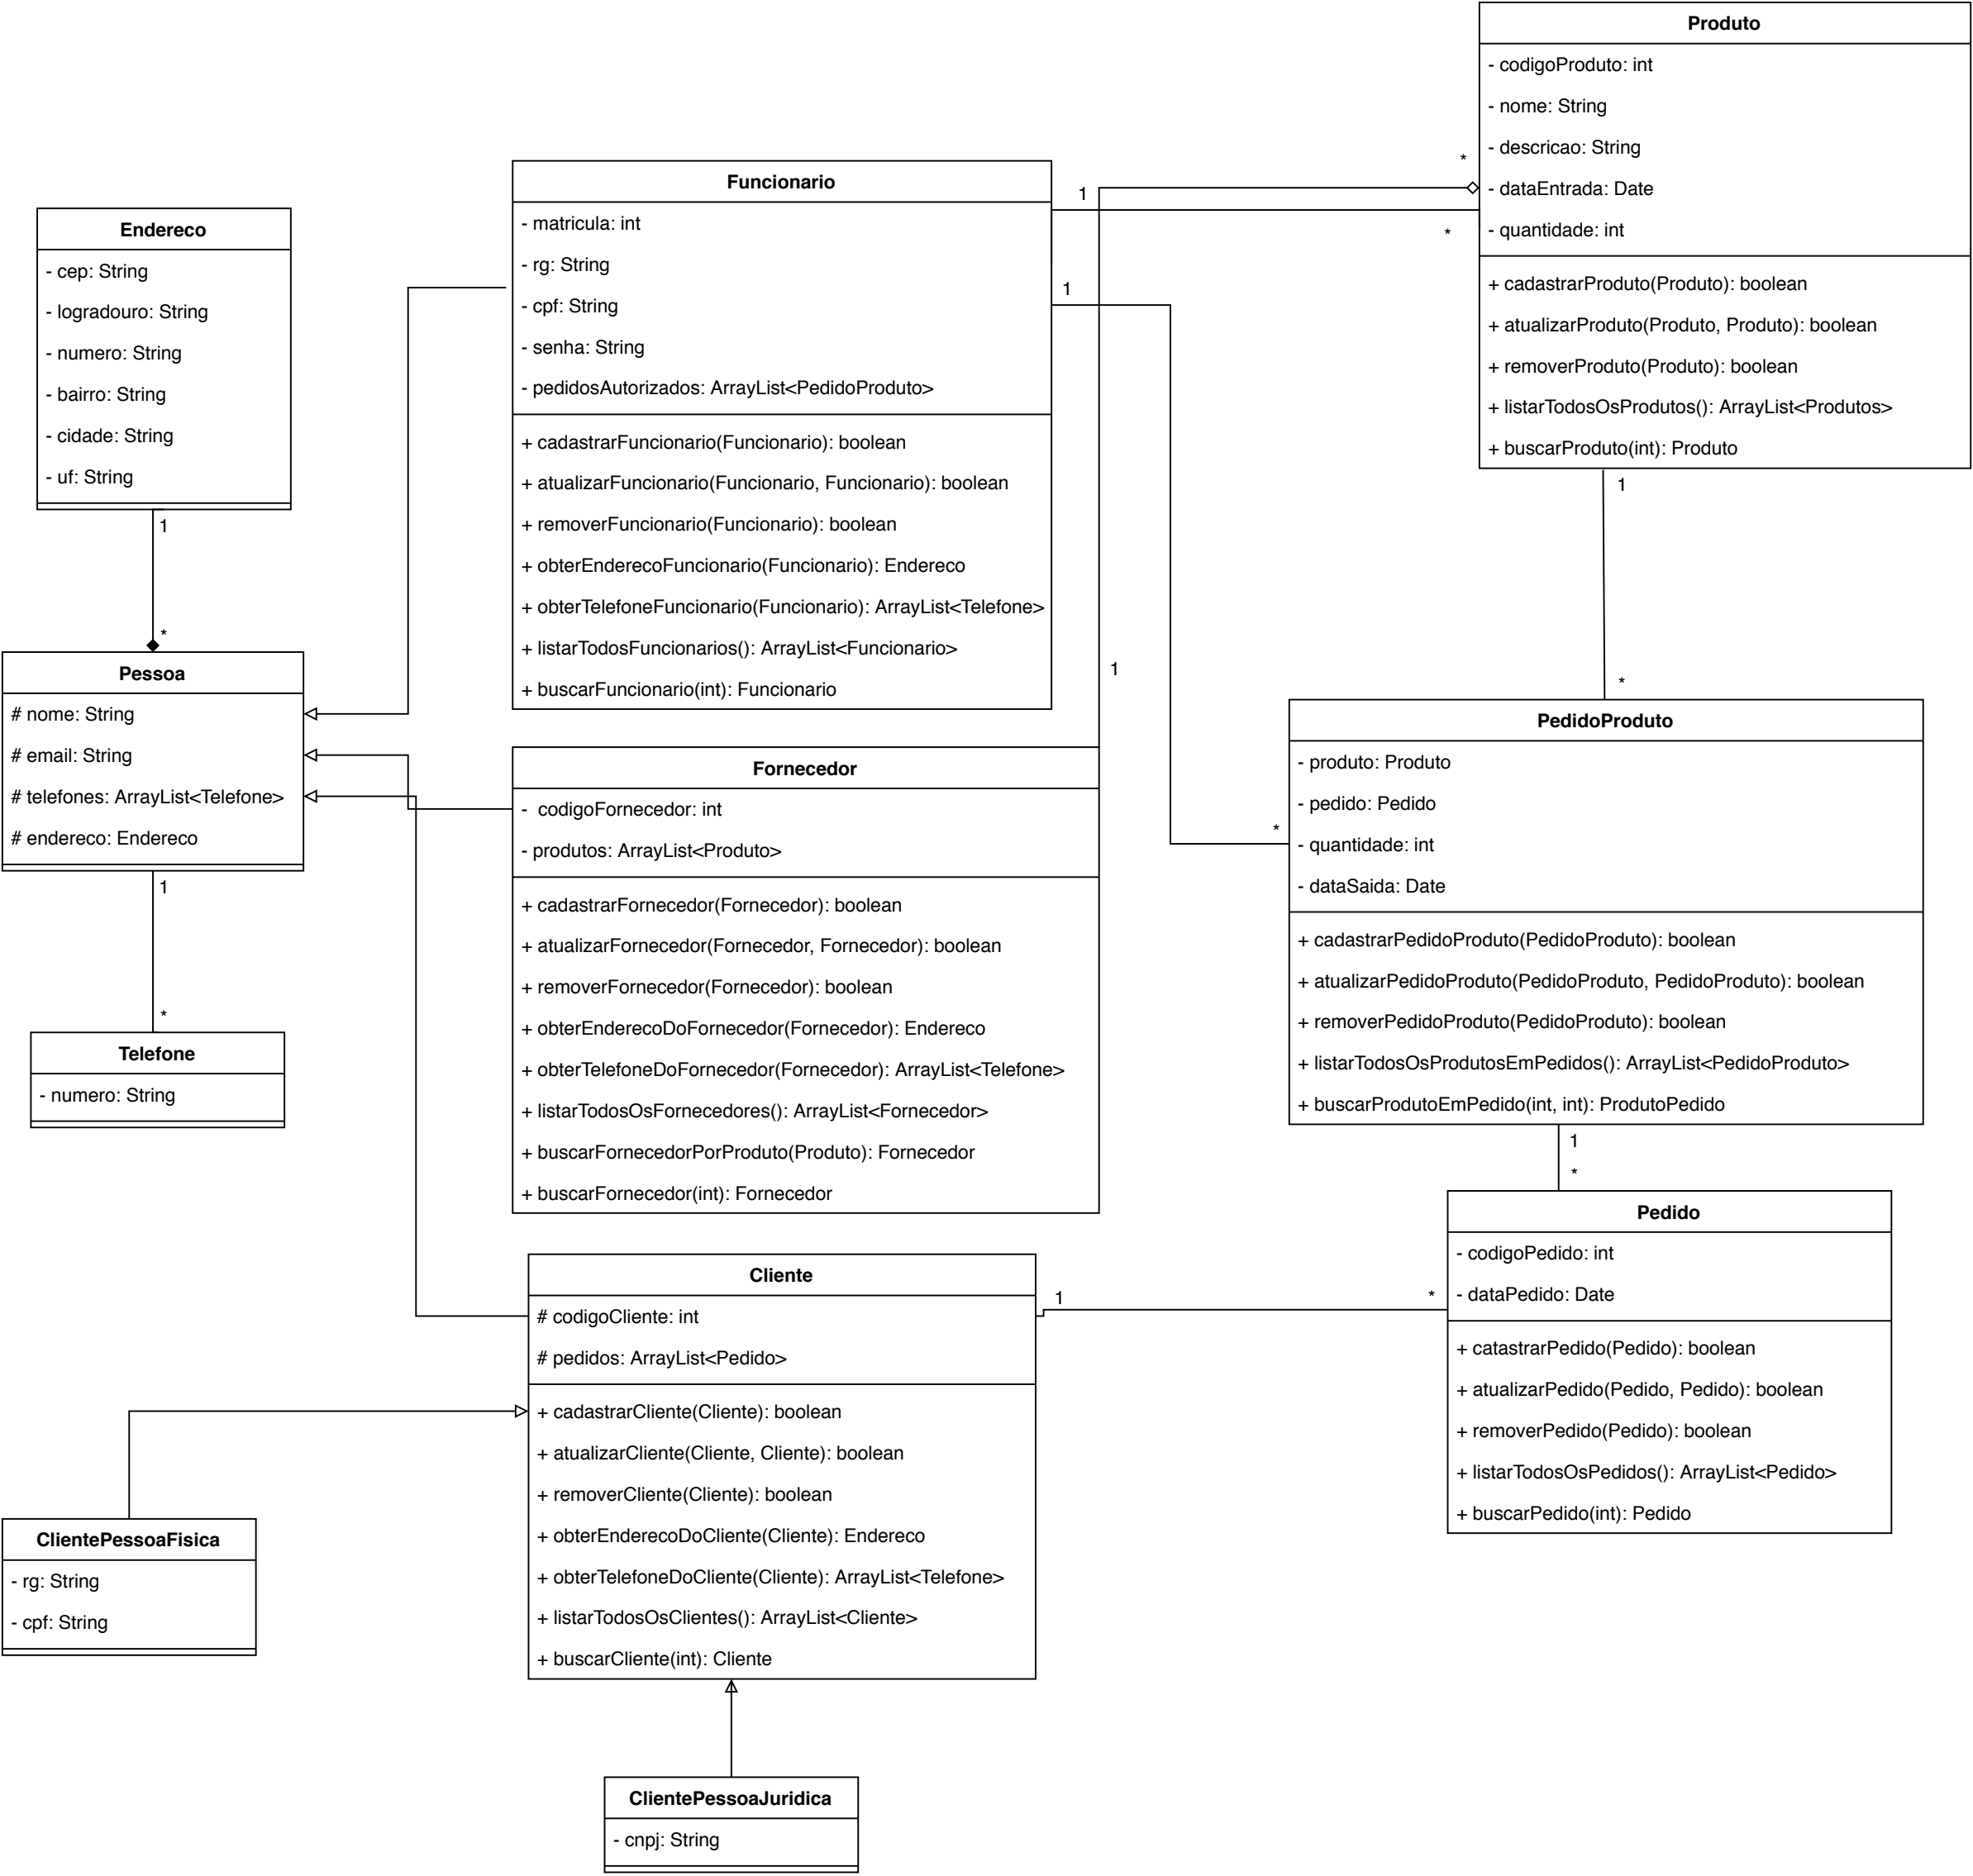 Produto
- codigoProduto: int
- nome: String
- descricao: String
- dataEntrada: Date
- quantidade: int
+ cadastrarProduto(Produto): boolean
+ atualizarProduto(Produto, Produto): boolean
+ removerProduto(Produto): boolean
+ listarTodosOsProdutos(): ArrayList<Produtos>
+ buscarProduto(int): Produto
*
1
*
1
1
*
Funcionario
- matricula: int
- rg: String
- cpf: String
- senha: String
- pedidosAutorizados: ArrayList<PedidoProduto>
+ cadastrarFuncionario(Funcionario): boolean
+ atualizarFuncionario(Funcionario, Funcionario): boolean
+ removerFuncionario(Funcionario): boolean
+ obterEnderecoFuncionario(Funcionario): Endereco
+ obterTelefoneFuncionario(Funcionario): ArrayList<Telefone>
+ listarTodosFuncionarios(): ArrayList<Funcionario>
+ buscarFuncionario(int): Funcionario
Endereco
- cep: String
- logradouro: String
- numero: String
- bairro: String
- cidade: String
- uf: String
1
*
Pessoa
# nome: String
# email: String
# telefones: ArrayList<Telefone>
# endereco: Endereco
1
*
Telefone
- numero: String
1
Fornecedor
- codigoFornecedor: int
- produtos: ArrayList<Produto>
+ cadastrarFornecedor(Fornecedor): boolean
+ atualizarFornecedor(Fornecedor, Fornecedor): boolean
+ removerFornecedor(Fornecedor): boolean
+ obterEnderecoDoFornecedor(Fornecedor): Endereco
+ obterTelefoneDoFornecedor(Fornecedor): ArrayList<Telefone>
+ listarTodosOsFornecedores(): ArrayList<Fornecedor>
+ buscarFornecedorPorProduto(Produto): Fornecedor
+ buscarFornecedor(int): Fornecedor
*
PedidoProduto
- produto: Produto
- pedido: Pedido
- quantidade: int
- dataSaida: Date
+ cadastrarPedidoProduto(PedidoProduto): boolean
+ atualizarPedidoProduto(PedidoProduto, PedidoProduto): boolean
+ removerPedidoProduto(PedidoProduto): boolean
+ listarTodosOsProdutosEmPedidos(): ArrayList<PedidoProduto>
+ buscarProdutoEmPedido(int, int): ProdutoPedido
1
*
Pedido
- codigoPedido: int
- dataPedido: Date
+ catastrarPedido(Pedido): boolean
+ atualizarPedido(Pedido, Pedido): boolean
+ removerPedido(Pedido): boolean
+ listarTodosOsPedidos(): ArrayList<Pedido>
+ buscarPedido(int): Pedido
1
*
Cliente
# codigoCliente: int
# pedidos: ArrayList<Pedido>
+ cadastrarCliente(Cliente): boolean
+ atualizarCliente(Cliente, Cliente): boolean
+ removerCliente(Cliente): boolean
+ obterEnderecoDoCliente(Cliente): Endereco
+ obterTelefoneDoCliente(Cliente): ArrayList<Telefone>
+ listarTodosOsClientes(): ArrayList<Cliente>
+ buscarCliente(int): Cliente
ClientePessoaFisica
- rg: String
- cpf: String
ClientePessoaJuridica
- cnpj: String